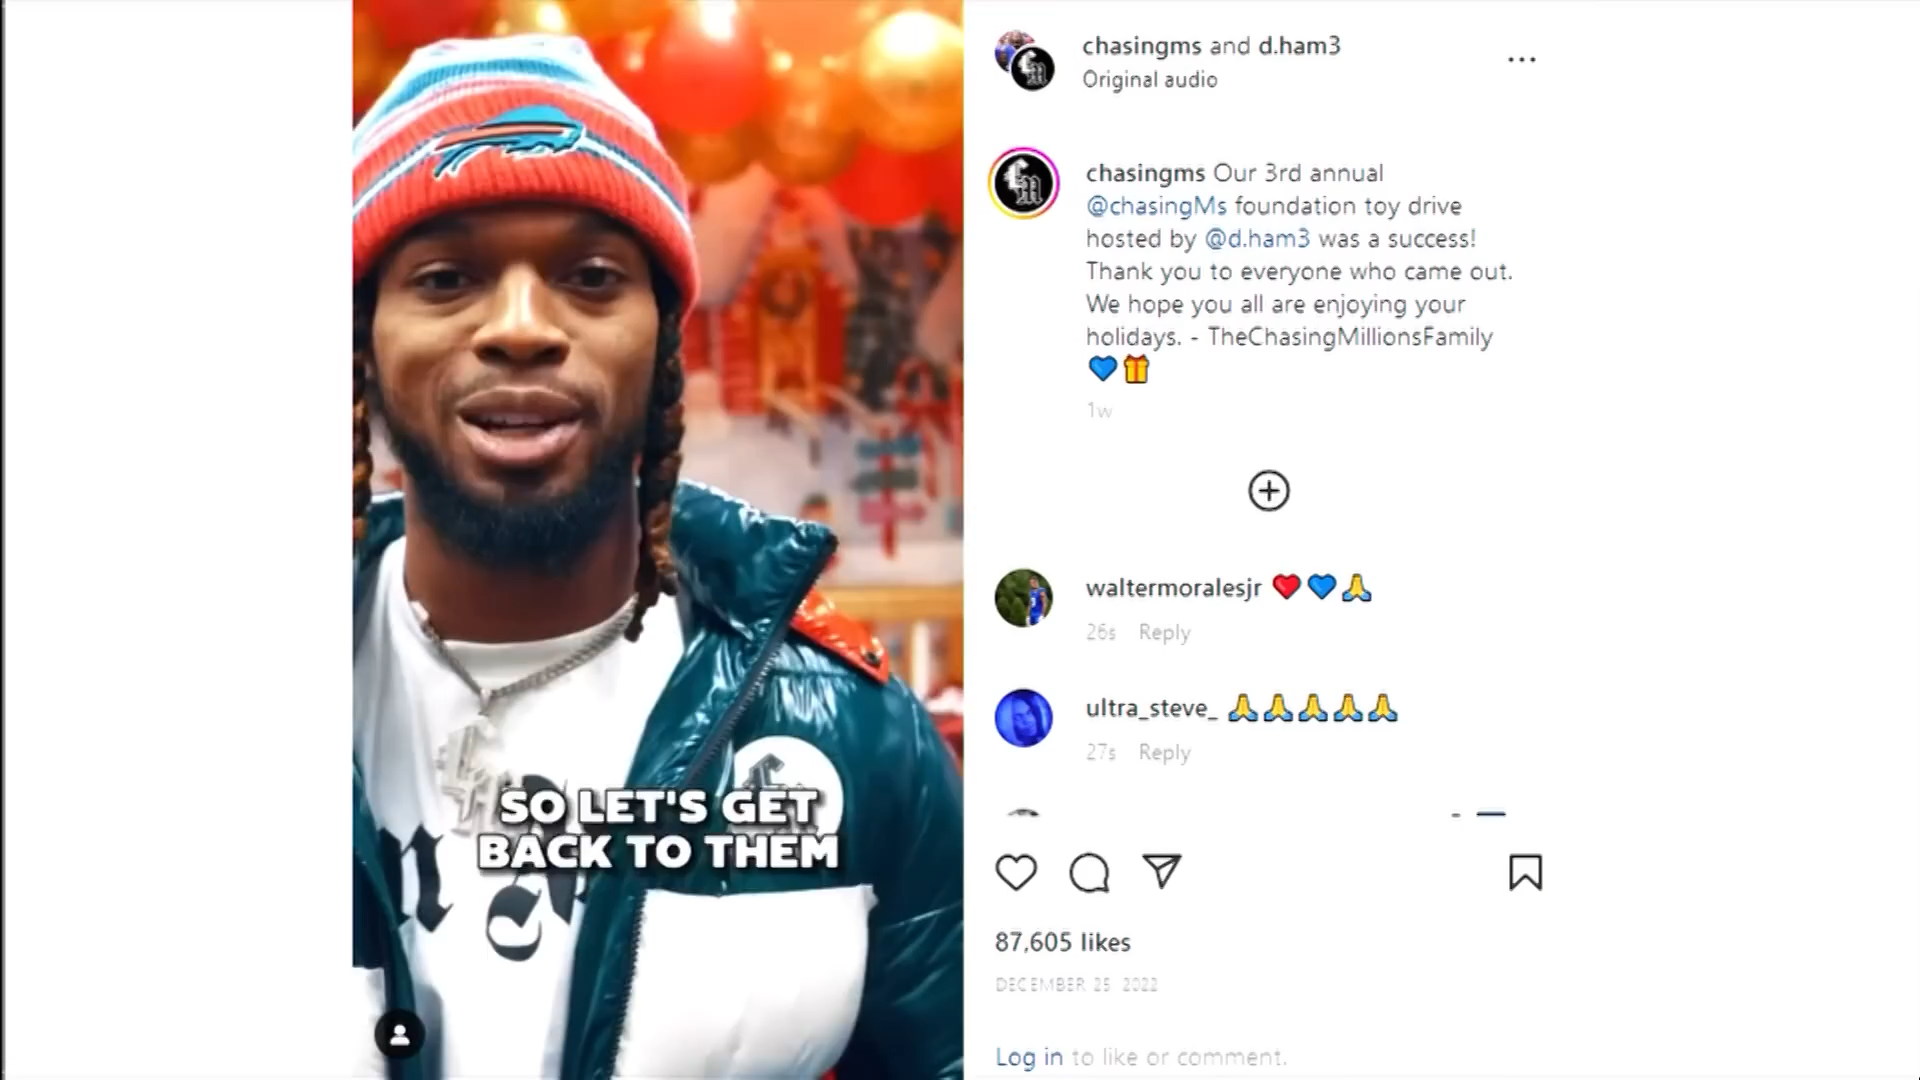 chasingms and d.ham3
Original audio
chasingms Our 3rd annual
@chasingMs foundation toy drive
hosted by @d.ham3 was a success!
Thank you to everyone who came out.
We hope you all are enjoying your
holidays. - TheChasingMillionsFamily
💙🎁
1w
waltermoralesjr ❤️💙🙏
26s Reply
ultra_steve_ 🙏🙏🙏🙏🙏
27s Reply
87,605 likes
DECEMBER 25 2022
Log in to like or comment.
SO LET'S GET
BACK TO THEM